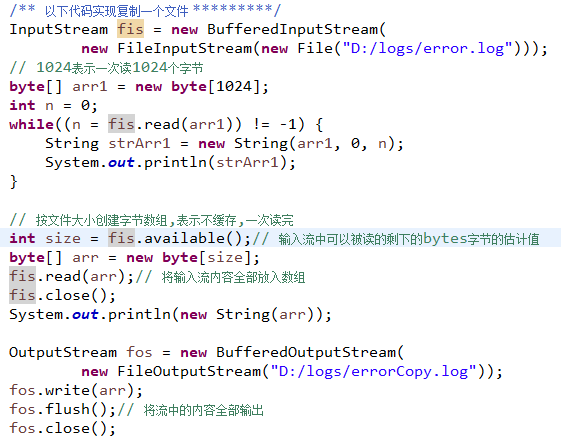 /** 以下代码实现复制一个文件 *********/
InputStream fis = new BufferedInputStream(
        new FileInputStream(new File("D:/logs/error.log")));
// 1024表示一次读1024个字节
byte[] arr1 = new byte[1024];
int n = 0;
while((n = fis.read(arr1)) != -1) {
    String strArr1 = new String(arr1, 0, n);
    System.out.println(strArr1);
}

// 按文件大小创建字节数组,表示不缓存,一次读完
int size = fis.available();// 输入流中可以被读的剩下的bytes字节的估计值
byte[] arr = new byte[size];
fis.read(arr);// 将输入流内容全部放入数组
fis.close();
System.out.println(new String(arr));

OutputStream fos = new BufferedOutputStream(
        new FileOutputStream("D:/logs/errorCopy.log"));
fos.write(arr);
fos.flush();// 将流中的内容全部输出
fos.close();